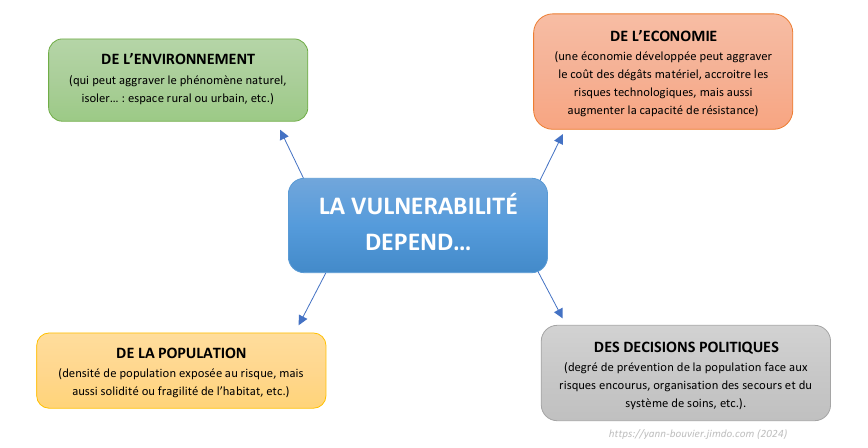 DE L’ENVIRONNEMENT
(qui peut aggraver le phénomène naturel,
isoler… : espace rural ou urbain, etc.)
DE L’ECONOMIE
(une économie développée peut aggraver
le coût des dégâts matériel, accroitre les
risques technologiques, mais aussi
augmenter la capacité de résistance)
LA VULNERABILITÉ
DEPEND…
DE LA POPULATION
(densité de population exposée au risque, mais
aussi solidité ou fragilité de l’habitat, etc.)
DES DECISIONS POLITIQUES
(degré de prévention de la population face aux
risques encourus, organisation des secours et du
système de soins, etc.).
https://yann-bouvier.jimdo.com (2024)